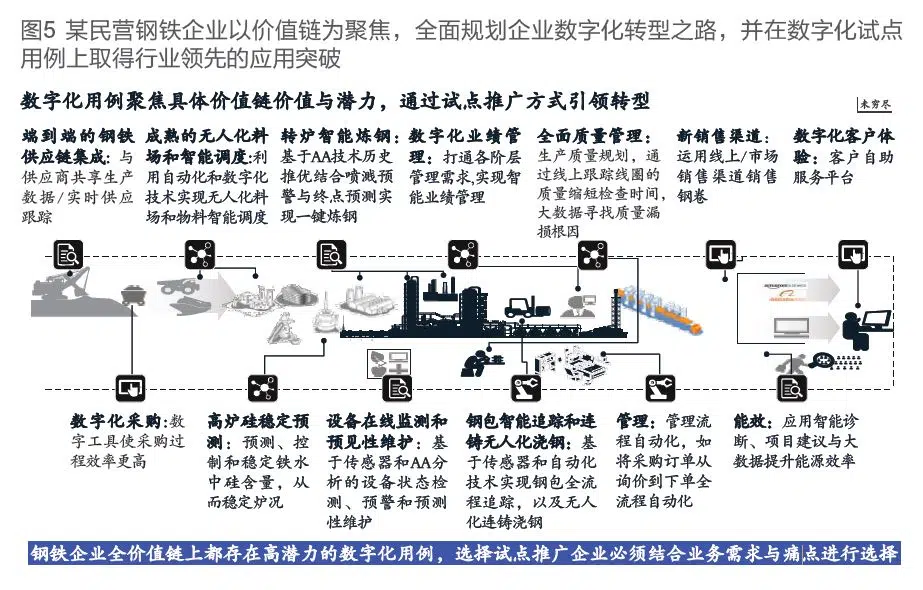 图5 某民营钢铁企业以价值链为聚焦，全面规划企业数字化转型之路，并在数字化试点
用例上取得行业领先的应用突破
数字化用例聚焦具体价值链价值与潜力，通过试点推广方式引领转型
未穷尽
端到端的钢铁
供应链集成：与
供应商共享生产
数据/实时供应
跟踪
成熟的无人化料
场和智能调度:利
用自动化和数字化
技术实现无人化料
场和物料智能调度
转炉智能炼钢：
基于AA技术历史
推优结合喷溅预
警与终点预测实
现一键炼钢
数字化业绩管
理：打通各阶层
管理需求,实现智
能业绩管理
全面质量管理：
生产质量规划，通
过线上跟踪线圈的
质量缩短检查时间，
大数据寻找质量漏
损根因
新销售渠道：
运用线上/市场
销售渠道销售
钢卷
数字化客户体
验：客户自助
服务平台
数字化采购:数
字工具使采购过
程效率更高
高炉硅稳定预
测：预测、控
制和稳定铁水
中硅含量，从
而稳定炉况
设备在线监测和
预见性维护：基
于传感器和AA分
析的设备状态检
测、预警和预测
性维护
钢包智能追踪和连
铸无人化浇钢：基
于传感器和自动化
技术实现钢包全流
程追踪，以及无人
化连铸浇钢
管理：管理流
程自动化，如
将采购订单从
询价到下单全
流程自动化
能效：应用智能诊
断、项目建议与大
数据提升能源效率
钢铁企业全价值链上都存在高潜力的数字化用例，选择试点推广企业必须结合业务需求与痛点进行选择